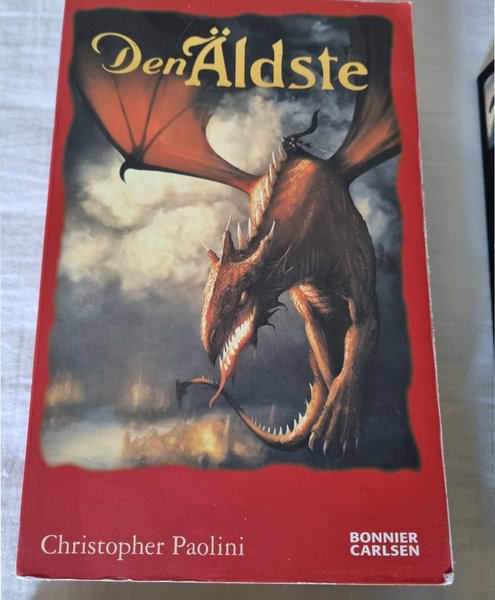 Den Äldste
Christopher Paolini
BONNIER
CARLSEN